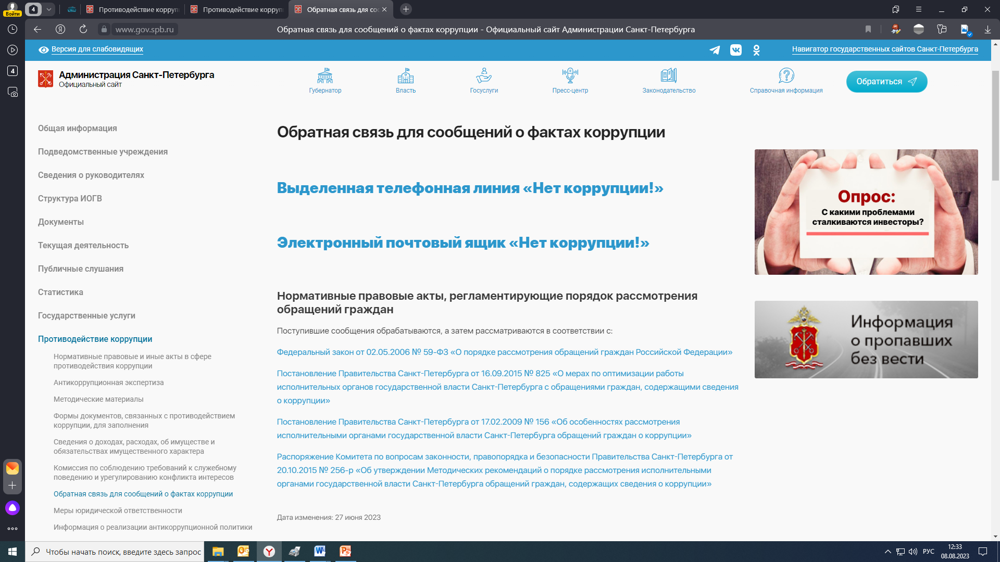 Войти
4
Противодействие корруп
Противодействие корруп
Обратная связь для соо
www.gov.spb.ru
Обратная связь для сообщений о фактах коррупции - Официальный сайт Администрации Санкт-Петербурга
4
Версия для слабовидящих
Навигатор государственных сайтов Санкт-Петербурга
Администрация Санкт-Петербурга
Официальный сайт
Губернатор
Власть
Госуслуги
Пресс-центр
Законодательство
Справочная информация
Обратиться
Общая информация
Подведомственные учреждения
Сведения о руководителях
Структура ИОГВ
Документы
Текущая деятельность
Публичные слушания
Статистика
Государственные услуги
Противодействие коррупции
Нормативные правовые и иные акты в сфере
противодействия коррупции
Антикоррупционная экспертиза
Методические материалы
Формы документов, связанных с противодействием
коррупции, для заполнения
Сведения о доходах, расходах, об имуществе и
обязательствах имущественного характера
Комиссия по соблюдению требований к служебному
поведению и урегулированию конфликта интересов
Обратная связь для сообщений о фактах коррупции
Меры юридической ответственности
Информация о реализации антикоррупционной политики
Обратная связь для сообщений о фактах коррупции
Выделенная телефонная линия «Нет коррупции!»
Электронный почтовый ящик «Нет коррупции!»
Нормативные правовые акты, регламентирующие порядок рассмотрения
обращений граждан
Поступившие сообщения обрабатываются, а затем рассматриваются в соответствии с:
Федеральный закон от 02.05.2006 № 59-ФЗ «О порядке рассмотрения обращений граждан Российской Федерации»
Постановление Правительства Санкт-Петербурга от 16.09.2015 № 825 «О мерах по оптимизации работы
исполнительных органов государственной власти Санкт-Петербурга с обращениями граждан, содержащими сведения
о коррупции»
Постановление Правительства Санкт-Петербурга от 17.02.2009 № 156 «Об особенностях рассмотрения
исполнительными органами государственной власти Санкт-Петербурга обращений граждан о коррупции»
Распоряжение Комитета по вопросам законности, правопорядка и безопасности Правительства Санкт-Петербурга от
20.10.2015 № 256-р «Об утверждении Методических рекомендаций о порядке рассмотрения исполнительными
органами государственной власти Санкт-Петербурга обращений граждан, содержащих сведения о коррупции»
Дата изменения: 27 июня 2023
Опрос:
С какими проблемами
сталкиваются инвесторы?
Информация
о пропавших
без вести
Чтобы начать поиск, введите здесь запрос
РУС
12:33
08.08.2023